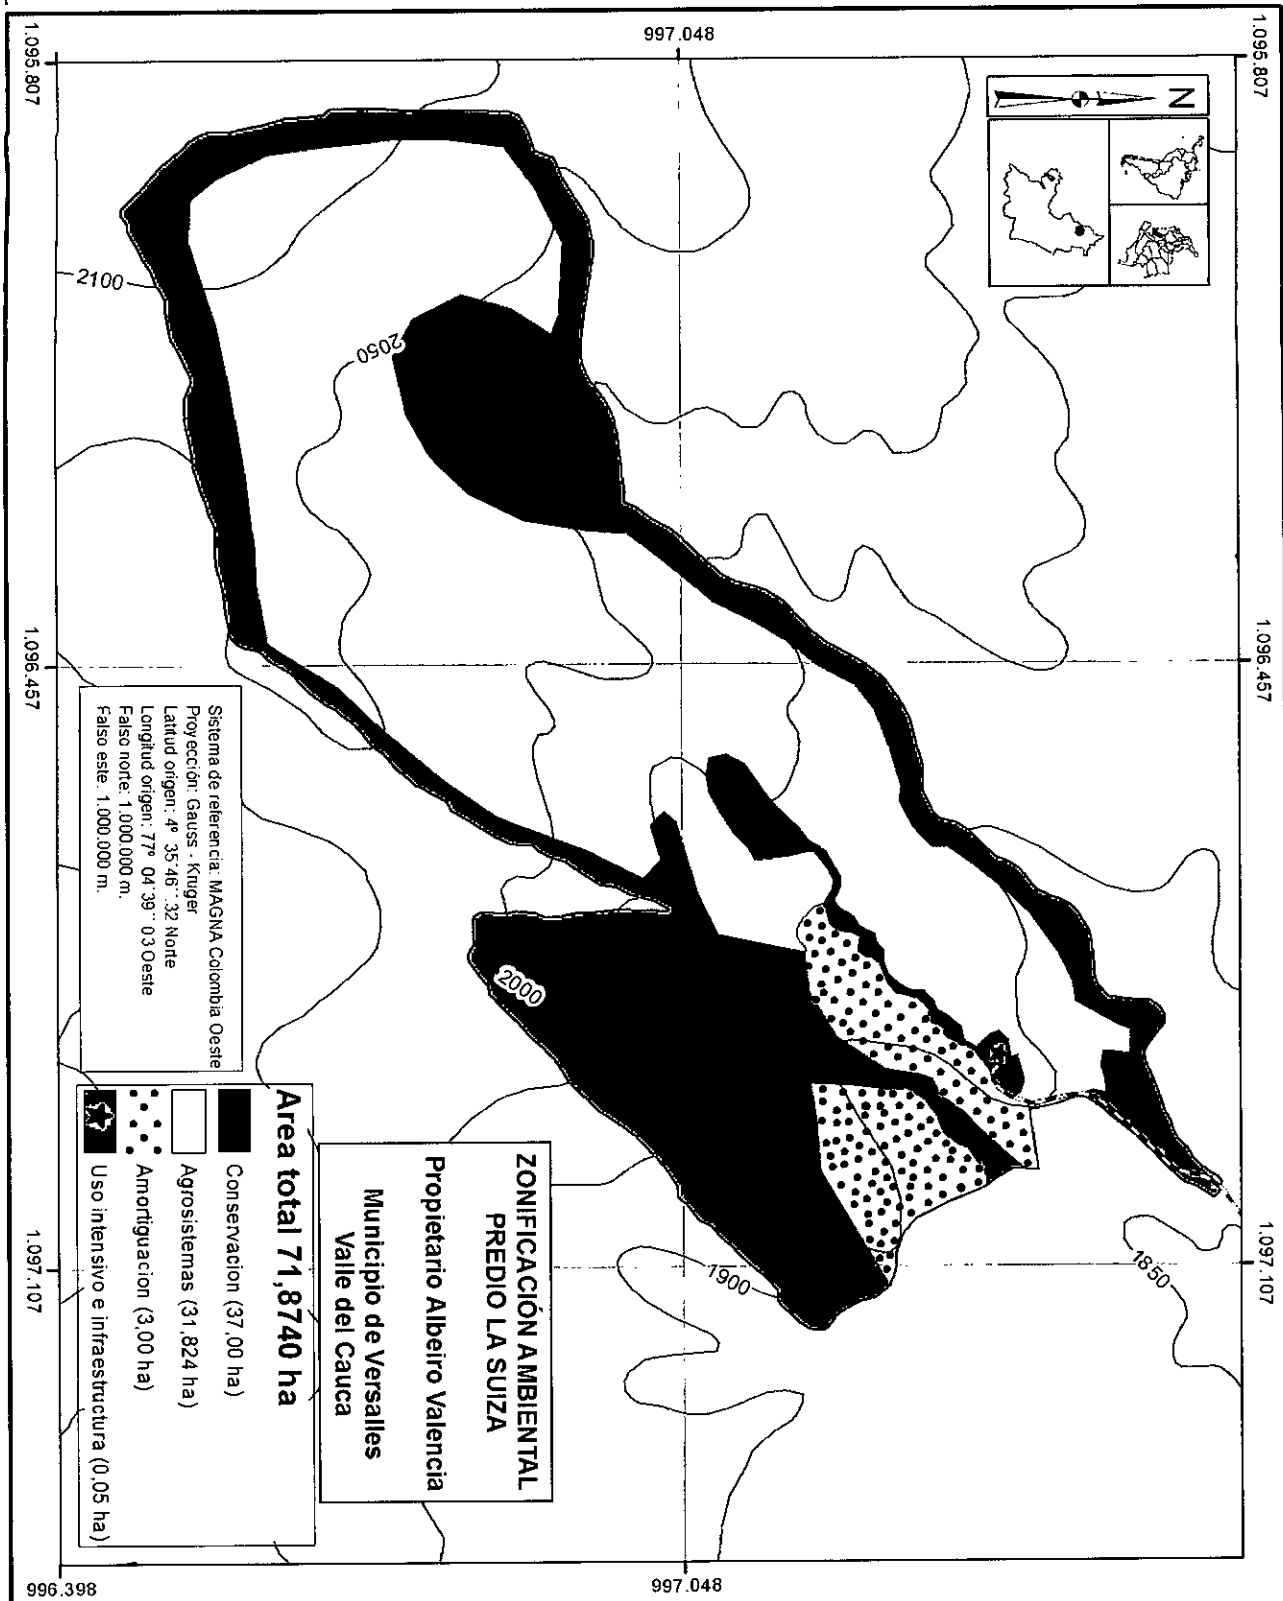 ZONIFICACIÓN AMBIENTAL
PREDIO LA SUIZA
Propietario Albeiro Valencia
Municipio de Versalles
Valle del Cauca
Area total 71,8740 ha
Conservacion (37,00 ha)
Agrosistemas (31,824 ha)
Amortiguacion (3,00 ha)
Uso intensivo e infraestructura (0,05 ha)
Sistema de referencia: MAGNA Colombia Oeste
Proyección: Gauss - Kruger
Latitud origen: 4° 35´46´´.32 Norte
Longitud origen: 77° 04´39´´ 03 Oeste
Falso norte: 1.000.000 m.
Falso este. 1.000.000 m.
N
2100
2050
2000
1900
1850
1.095.807
1.096.457
1.097.107
1.095.807
1.096.457
1.097.107
997.048
996.398
997.048